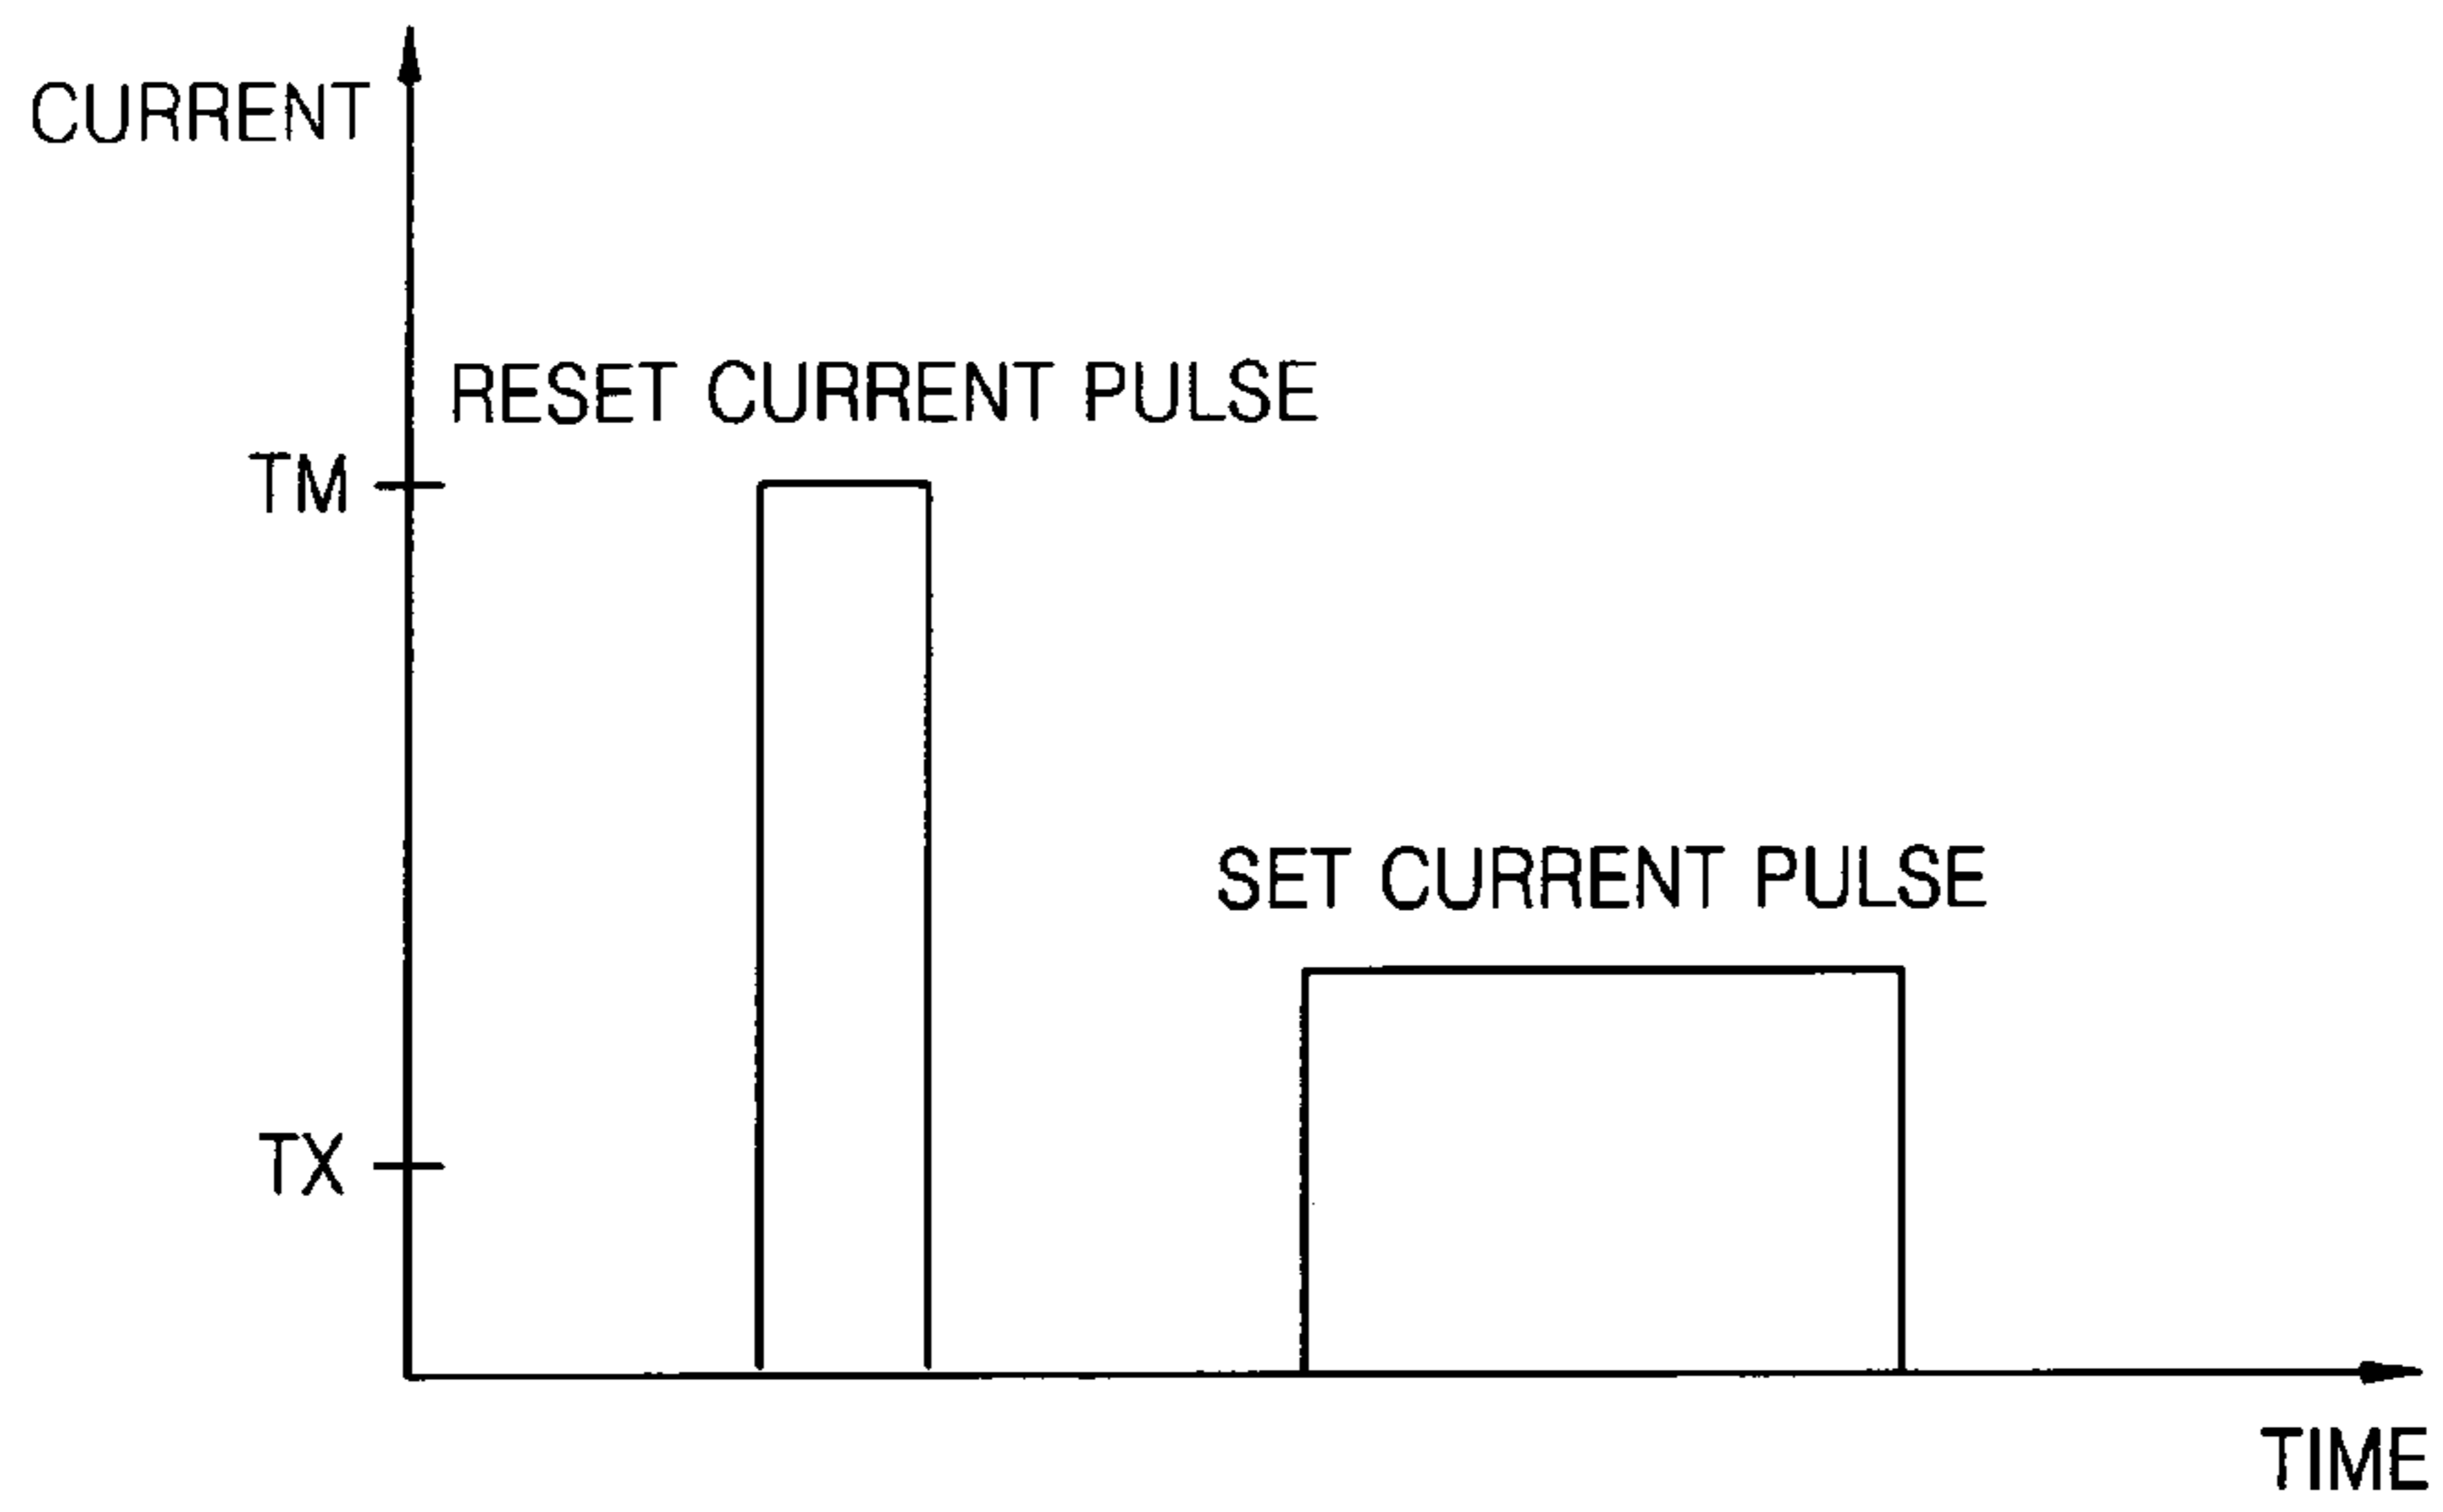 CURRENT
RESET CURRENT PULSE
TM
SET CURRENT PULSE
TX
TIME